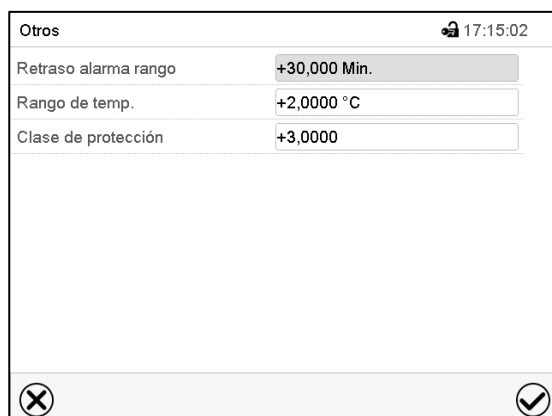 Otros 17:15:02
Retraso alarma rango +30,000 Min.
Rango de temp. +2,0000 °C
Clase de protección +3,0000